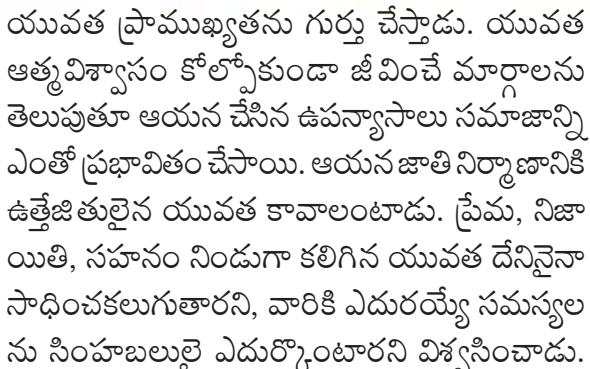 యువత ప్రాముఖ్యతను గుర్తు చేస్తాడు. యువత
ఆత్మవిశ్వాసం కోల్పోకుండా జీవించే మార్గాలను
తెలుపుతూ ఆయన చేసిన ఉపన్యాసాలు సమాజాన్ని
ఎంతో ప్రభావితం చేసాయి. ఆయన జాతి నిర్మాణానికి
ఉత్తేజితులైన యువత కావాలంటాడు. ప్రేమ, నిజా
యితి, సహనం నిండుగా కలిగిన యువత దేనినైనా
సాధించకలుగుతారని, వారికి ఎదురయ్యే సమస్యల
ను సింహబలులై ఎదుర్కొంటారని విశ్వసించాడు.